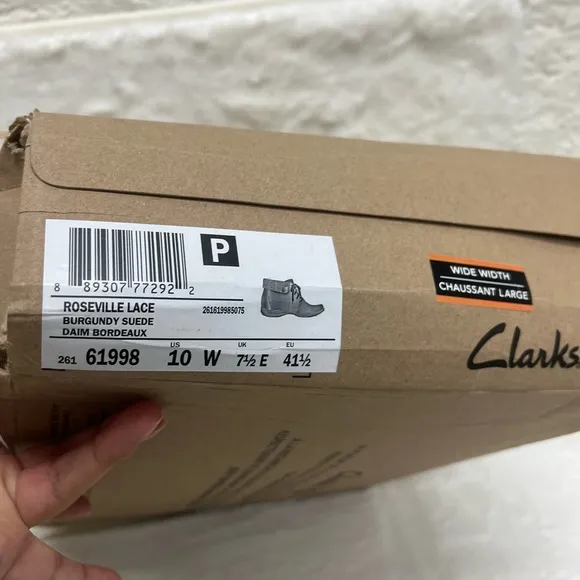 P
8 89307 77292 2
ROSEVILLE LACE 261619985075
BURGUNDY SUEDE
DAIM BORDEAUX
US UK EU
261 61998 10 W 7½ E 41½
WIDE WIDTH
CHAUSSANT LARGE
Clarks